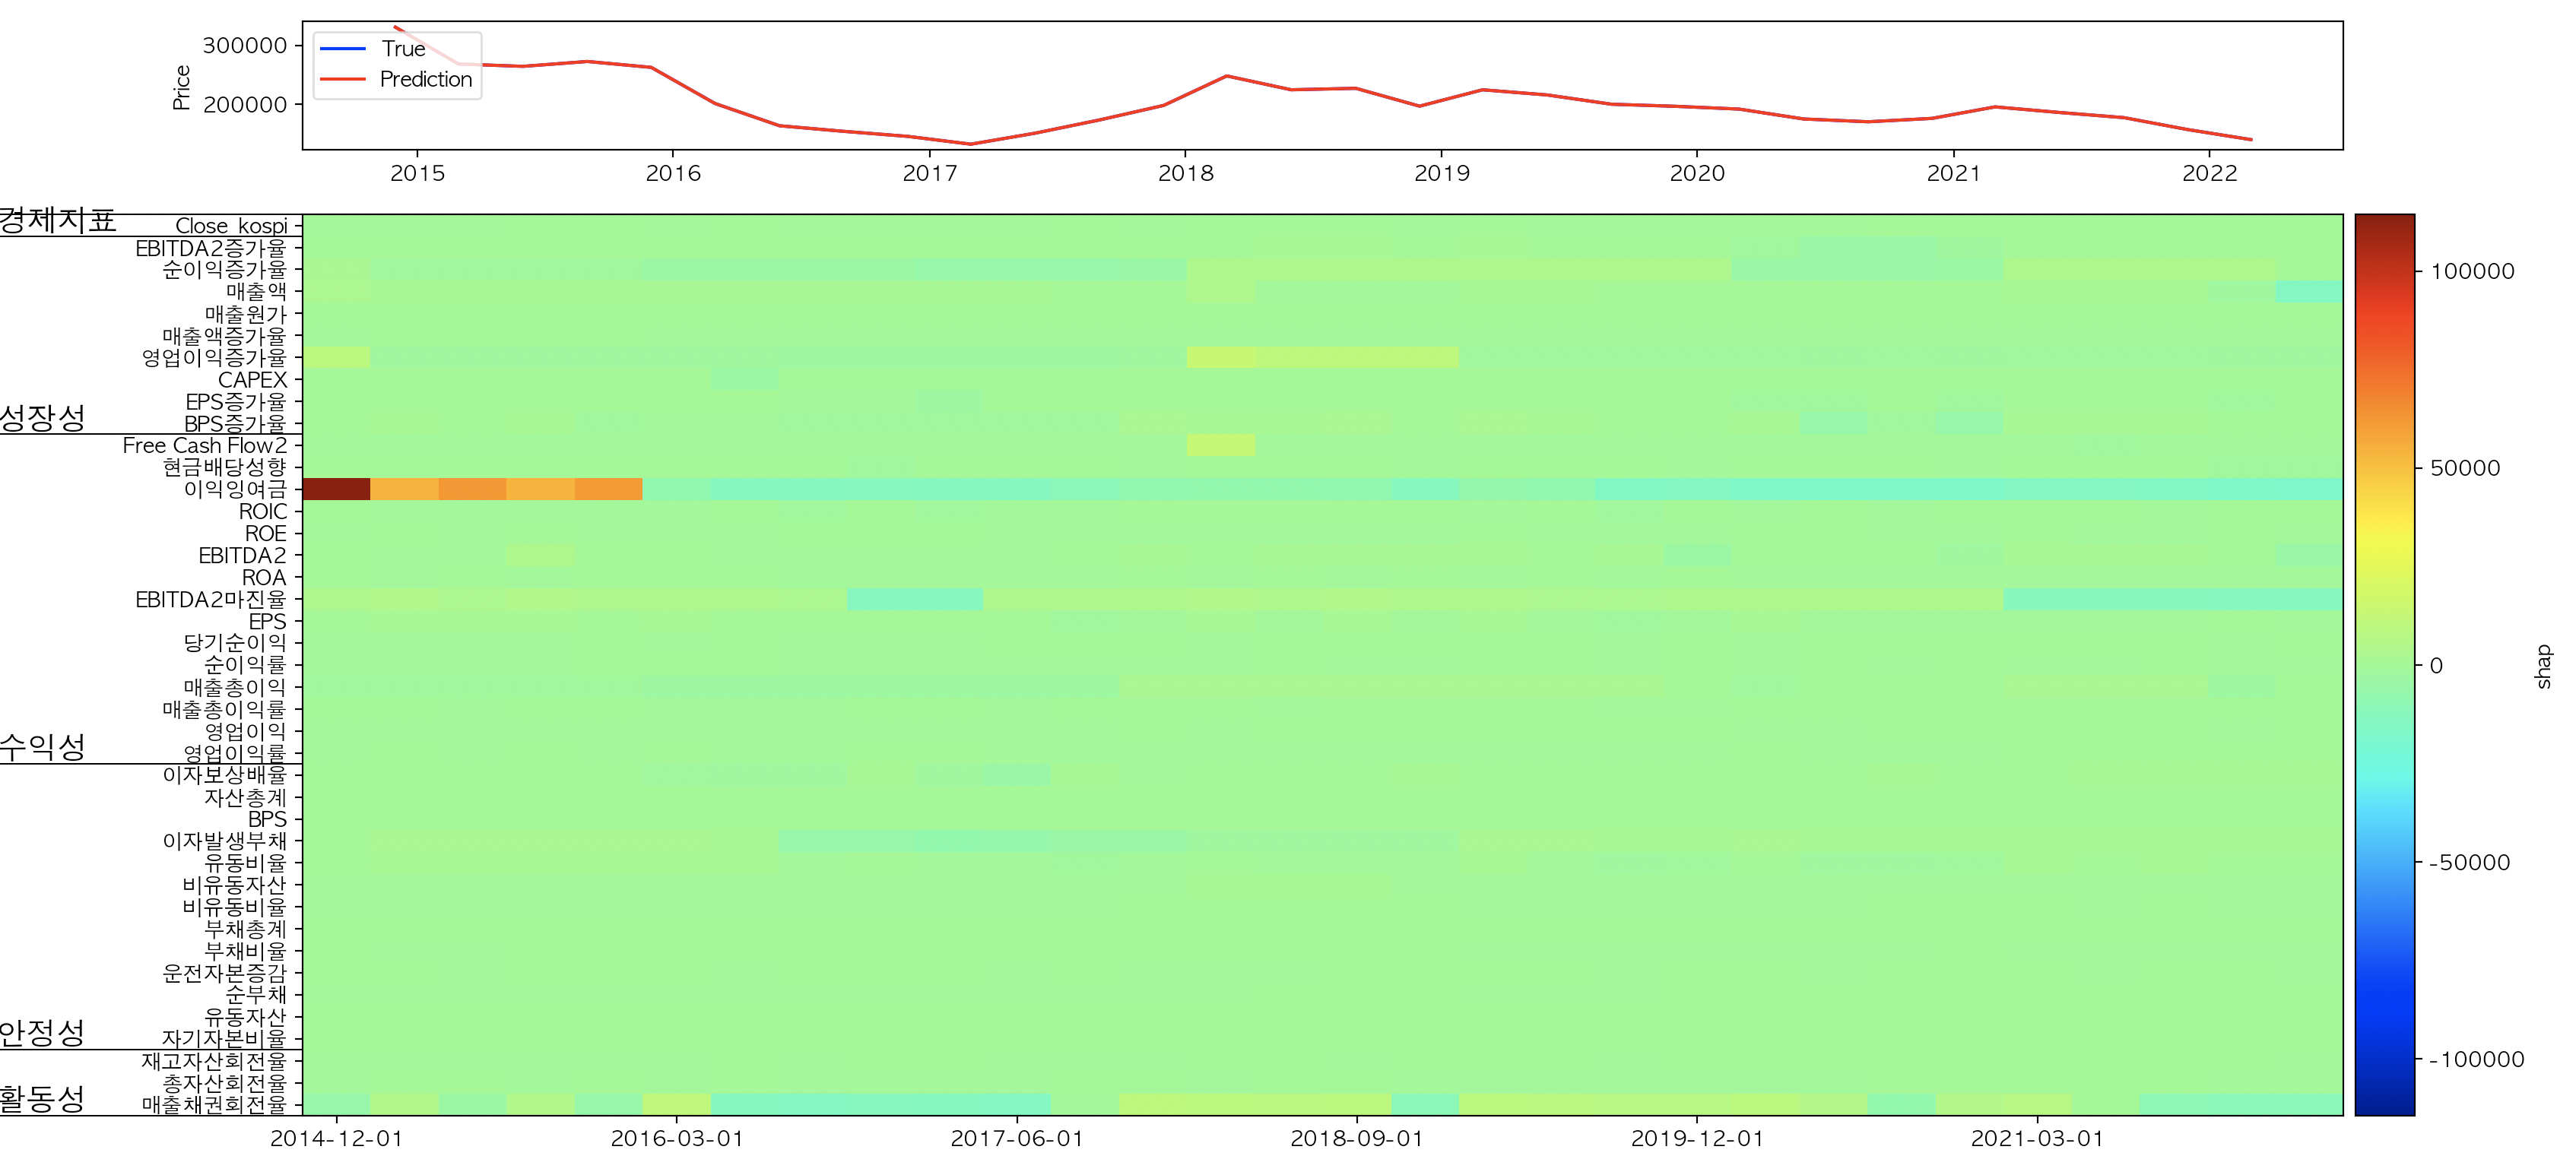 300000
200000
Price
True
Prediction
2015 2016 2017 2018 2019 2020 2021 2022
경제지표
Close kospi
EBITDA2증가율
순이익증가율
매출액
매출원가
매출액증가율
영업이익증가율
CAPEX
EPS증가율
성장성
BPS증가율
Free Cash Flow2
현금배당성향
이익잉여금
ROIC
ROE
EBITDA2
ROA
EBITDA2마진율
EPS
당기순이익
순이익률
매출총이익
매출총이익률
영업이익
수익성
영업이익률
이자보상배율
자산총계
BPS
이자발생부채
유동비율
비유동자산
비유동비율
부채총계
부채비율
운전자본증감
순부채
유동자산
안정성
자기자본비율
재고자산회전율
총자산회전율
활동성
매출채권회전율
2014-12-01 2016-03-01 2017-06-01 2018-09-01 2019-12-01 2021-03-01
100000
50000
0
-50000
-100000
shap